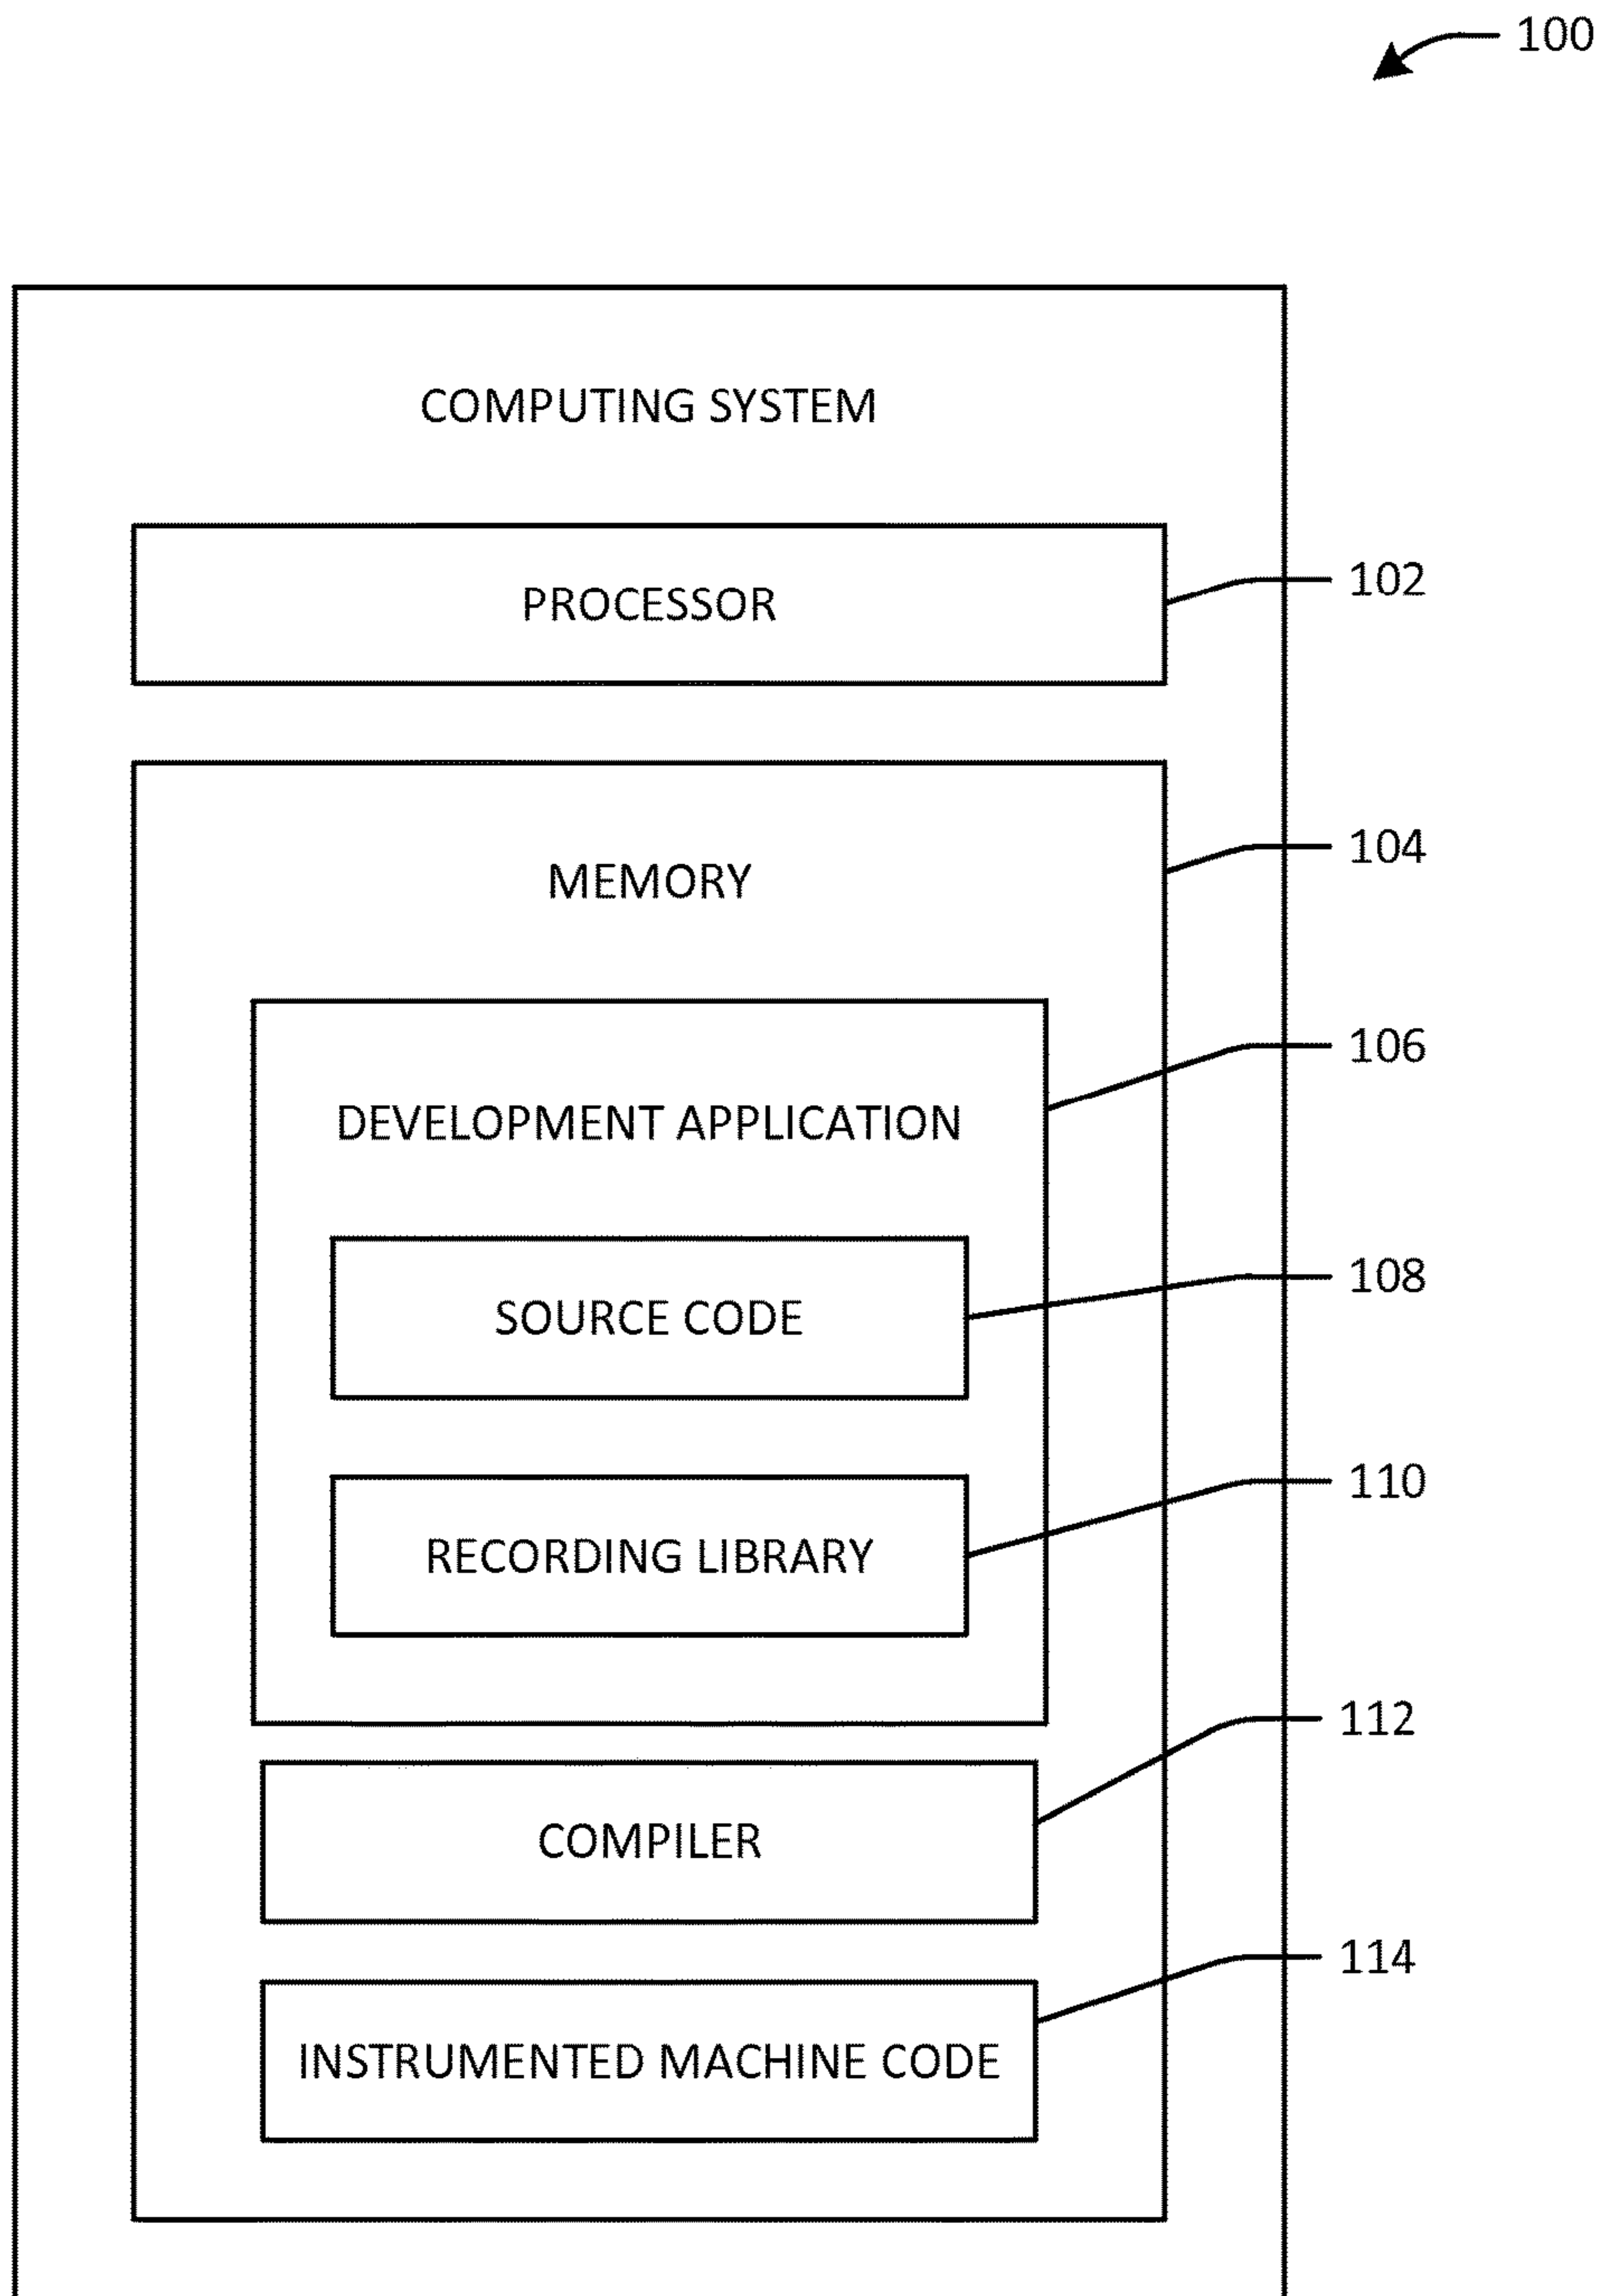 100
COMPUTING SYSTEM
PROCESSOR
102
MEMORY
104
DEVELOPMENT APPLICATION
106
SOURCE CODE
108
RECORDING LIBRARY
110
COMPILER
112
INSTRUMENTED MACHINE CODE
114